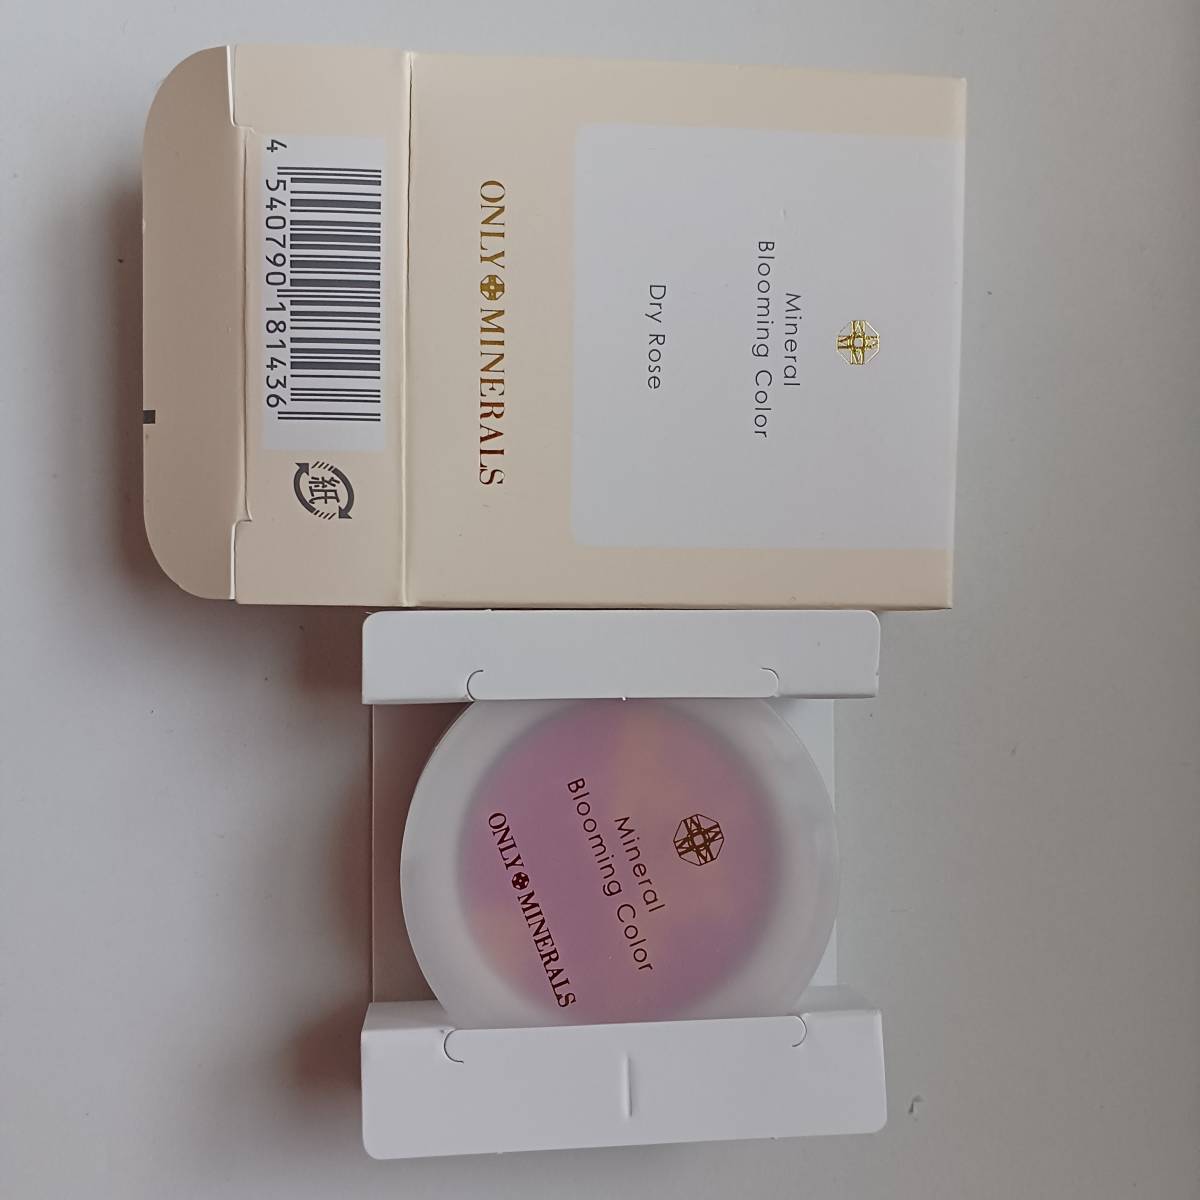 Mineral
Blooming Color
Dry Rose
ONLY MINERALS
4 540790 181436
紙
Mineral
Blooming Color
ONLY MINERALS